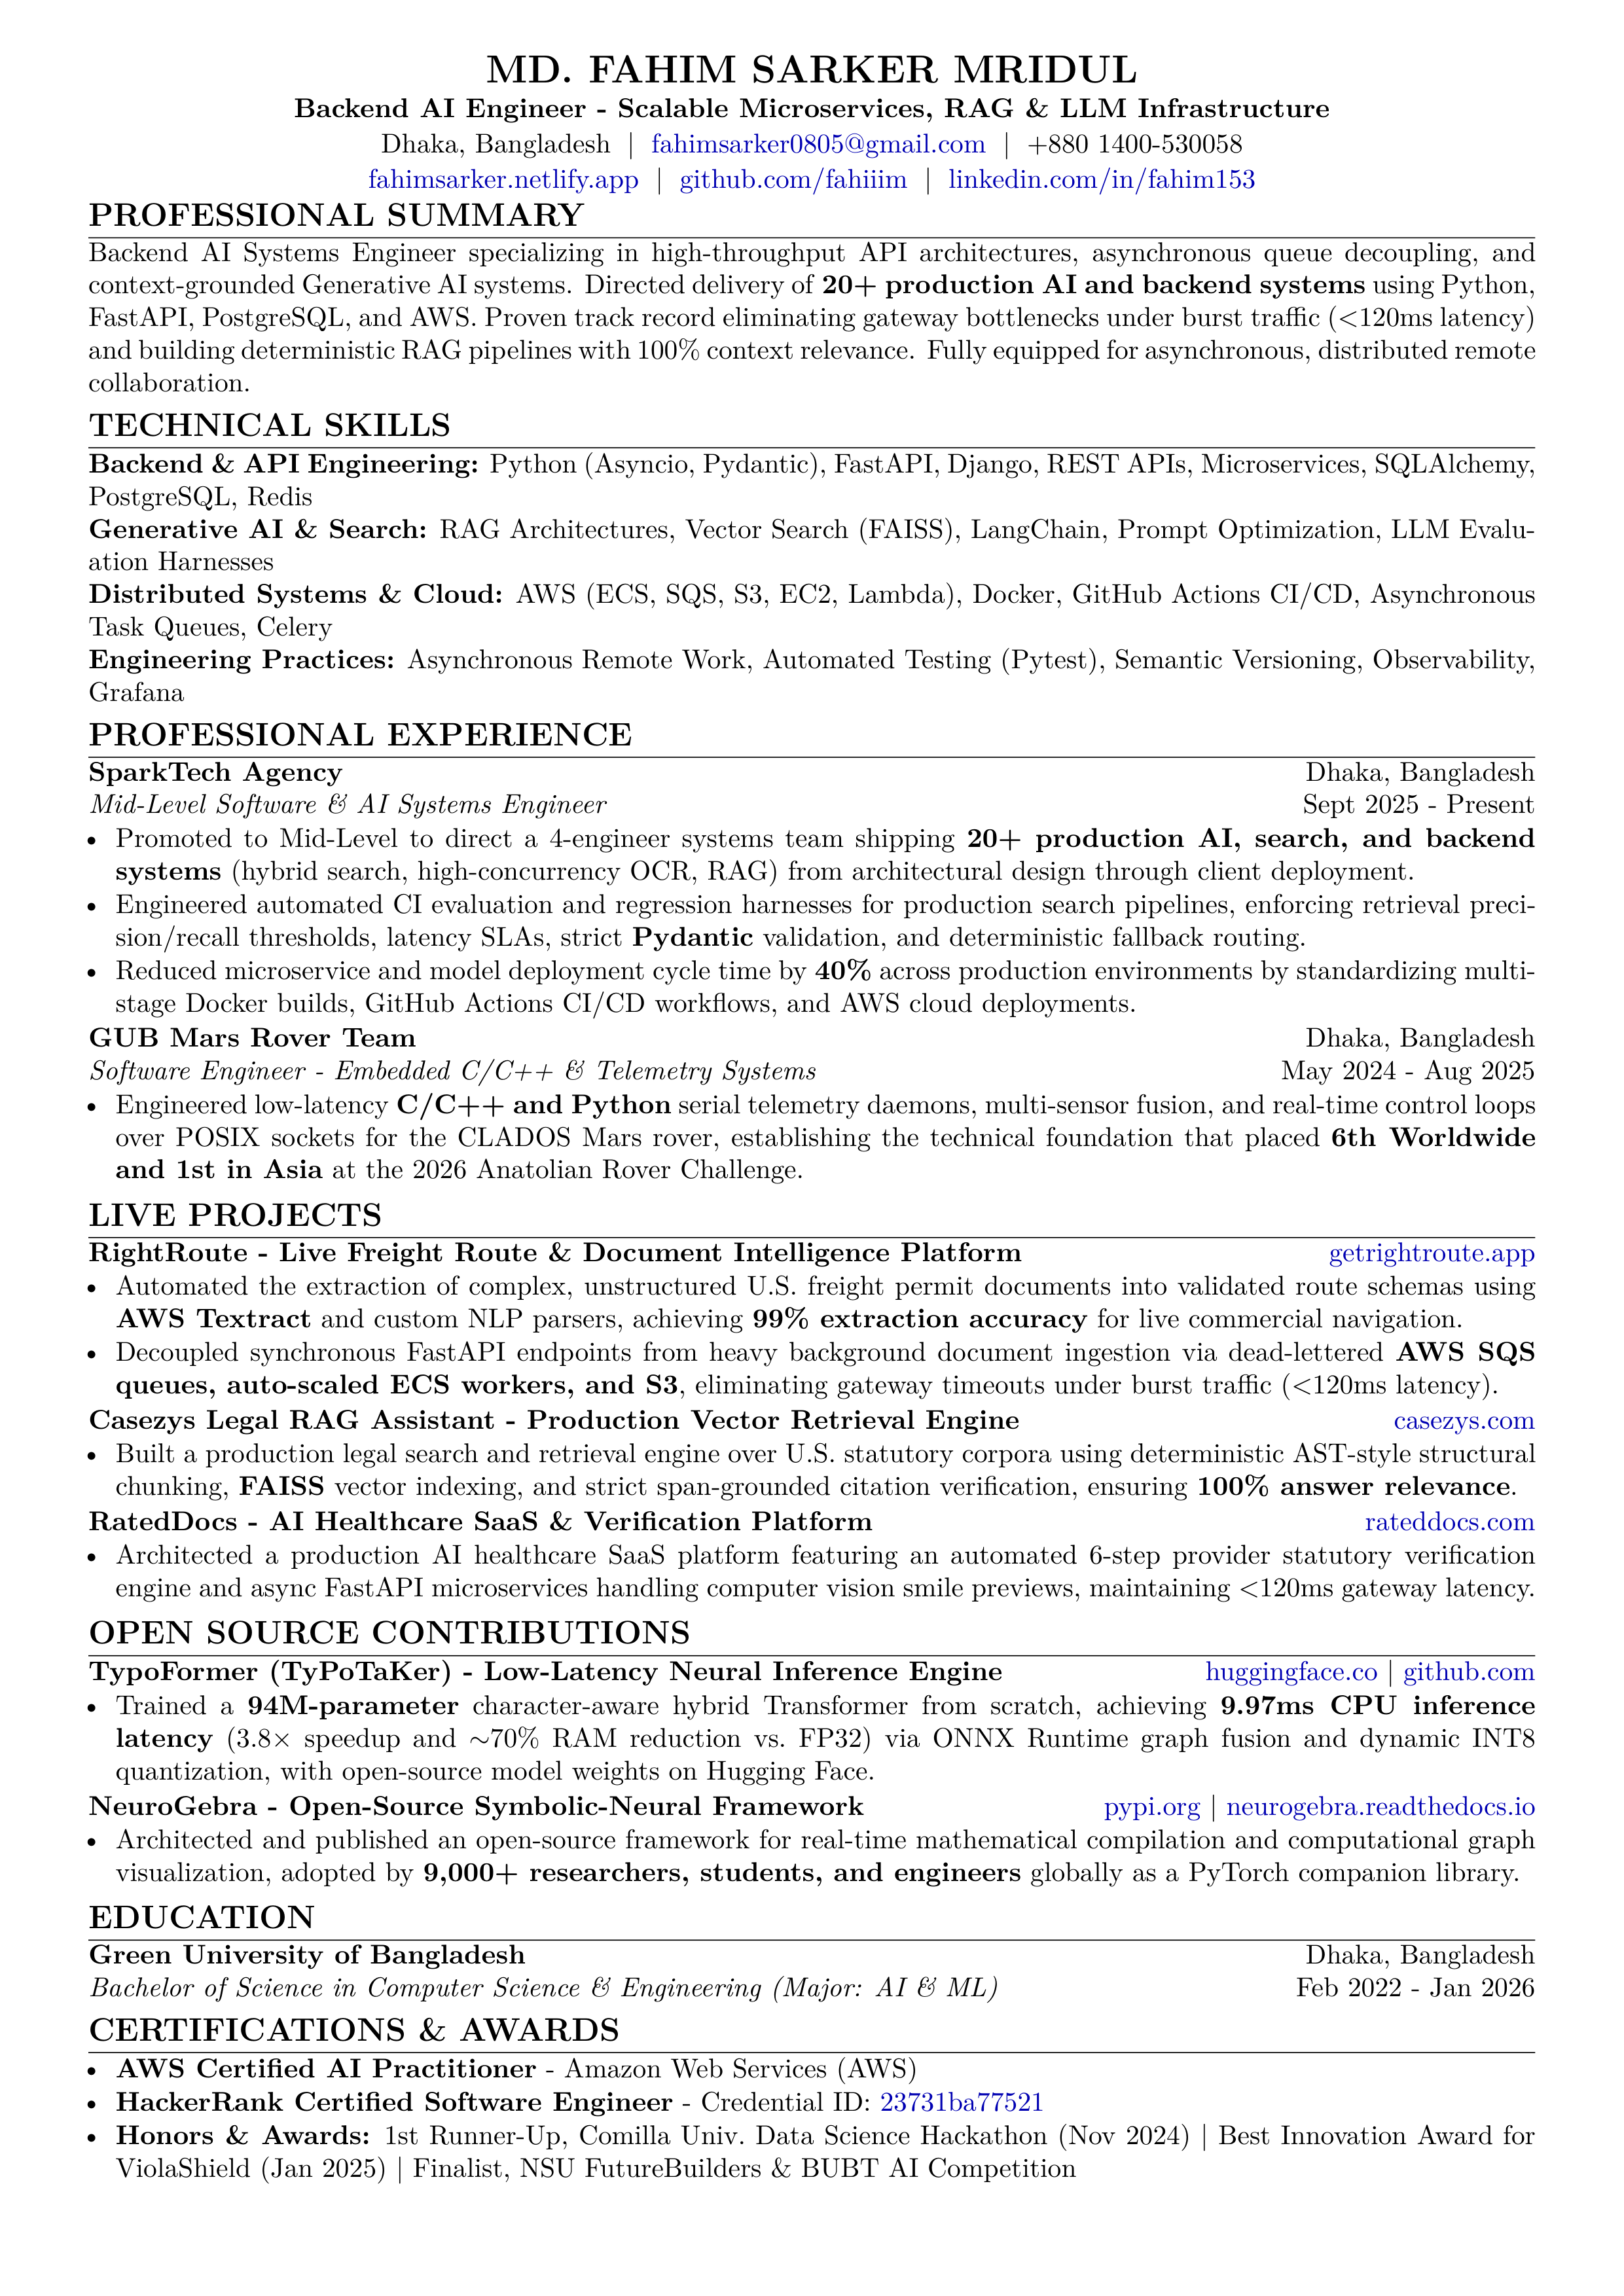 MD. FAHIM SARKER MRIDUL
Backend AI Engineer - Scalable Microservices, RAG & LLM Infrastructure
Dhaka, Bangladesh | fahimsarker0805@gmail.com | +880 1400-530058
fahimsarker.netlify.app | github.com/fahiiim | linkedin.com/in/fahim153
PROFESSIONAL SUMMARY
Backend AI Systems Engineer specializing in high-throughput API architectures, asynchronous queue decoupling, and
context-grounded Generative AI systems. Directed delivery of 20+ production AI and backend systems using Python,
FastAPI, PostgreSQL, and AWS. Proven track record eliminating gateway bottlenecks under burst traffic (<120ms latency)
and building deterministic RAG pipelines with 100% context relevance. Fully equipped for asynchronous, distributed remote
collaboration.
TECHNICAL SKILLS
Backend & API Engineering: Python (Asyncio, Pydantic), FastAPI, Django, REST APIs, Microservices, SQLAlchemy,
PostgreSQL, Redis
Generative AI & Search: RAG Architectures, Vector Search (FAISS), LangChain, Prompt Optimization, LLM Evalu-
ation Harnesses
Distributed Systems & Cloud: AWS (ECS, SQS, S3, EC2, Lambda), Docker, GitHub Actions CI/CD, Asynchronous
Task Queues, Celery
Engineering Practices: Asynchronous Remote Work, Automated Testing (Pytest), Semantic Versioning, Observability,
Grafana
PROFESSIONAL EXPERIENCE
SparkTech Agency Dhaka, Bangladesh
Mid-Level Software & AI Systems Engineer Sept 2025 - Present
• Promoted to Mid-Level to direct a 4-engineer systems team shipping 20+ production AI, search, and backend
systems (hybrid search, high-concurrency OCR, RAG) from architectural design through client deployment.
• Engineered automated CI evaluation and regression harnesses for production search pipelines, enforcing retrieval preci-
sion/recall thresholds, latency SLAs, strict Pydantic validation, and deterministic fallback routing.
• Reduced microservice and model deployment cycle time by 40% across production environments by standardizing multi-
stage Docker builds, GitHub Actions CI/CD workflows, and AWS cloud deployments.
GUB Mars Rover Team Dhaka, Bangladesh
Software Engineer - Embedded C/C++ & Telemetry Systems May 2024 - Aug 2025
• Engineered low-latency C/C++ and Python serial telemetry daemons, multi-sensor fusion, and real-time control loops
over POSIX sockets for the CLADOS Mars rover, establishing the technical foundation that placed 6th Worldwide
and 1st in Asia at the 2026 Anatolian Rover Challenge.
LIVE PROJECTS
RightRoute - Live Freight Route & Document Intelligence Platform getrightroute.app
• Automated the extraction of complex, unstructured U.S. freight permit documents into validated route schemas using
AWS Textract and custom NLP parsers, achieving 99% extraction accuracy for live commercial navigation.
• Decoupled synchronous FastAPI endpoints from heavy background document ingestion via dead-lettered AWS SQS
queues, auto-scaled ECS workers, and S3, eliminating gateway timeouts under burst traffic (<120ms latency).
Casezys Legal RAG Assistant - Production Vector Retrieval Engine casezys.com
• Built a production legal search and retrieval engine over U.S. statutory corpora using deterministic AST-style structural
chunking, FAISS vector indexing, and strict span-grounded citation verification, ensuring 100% answer relevance.
RatedDocs - AI Healthcare SaaS & Verification Platform rateddocs.com
• Architected a production AI healthcare SaaS platform featuring an automated 6-step provider statutory verification
engine and async FastAPI microservices handling computer vision smile previews, maintaining <120ms gateway latency.
OPEN SOURCE CONTRIBUTIONS
TypoFormer (TyPoTaKer) - Low-Latency Neural Inference Engine huggingface.co | github.com
• Trained a 94M-parameter character-aware hybrid Transformer from scratch, achieving 9.97ms CPU inference
latency (3.8× speedup and ~70% RAM reduction vs. FP32) via ONNX Runtime graph fusion and dynamic INT8
quantization, with open-source model weights on Hugging Face.
NeuroGebra - Open-Source Symbolic-Neural Framework pypi.org | neurogebra.readthedocs.io
• Architected and published an open-source framework for real-time mathematical compilation and computational graph
visualization, adopted by 9,000+ researchers, students, and engineers globally as a PyTorch companion library.
EDUCATION
Green University of Bangladesh Dhaka, Bangladesh
Bachelor of Science in Computer Science & Engineering (Major: AI & ML) Feb 2022 - Jan 2026
CERTIFICATIONS & AWARDS
• AWS Certified AI Practitioner - Amazon Web Services (AWS)
• HackerRank Certified Software Engineer - Credential ID: 23731ba77521
• Honors & Awards: 1st Runner-Up, Comilla Univ. Data Science Hackathon (Nov 2024) | Best Innovation Award for
ViolaShield (Jan 2025) | Finalist, NSU FutureBuilders & BUBT AI Competition